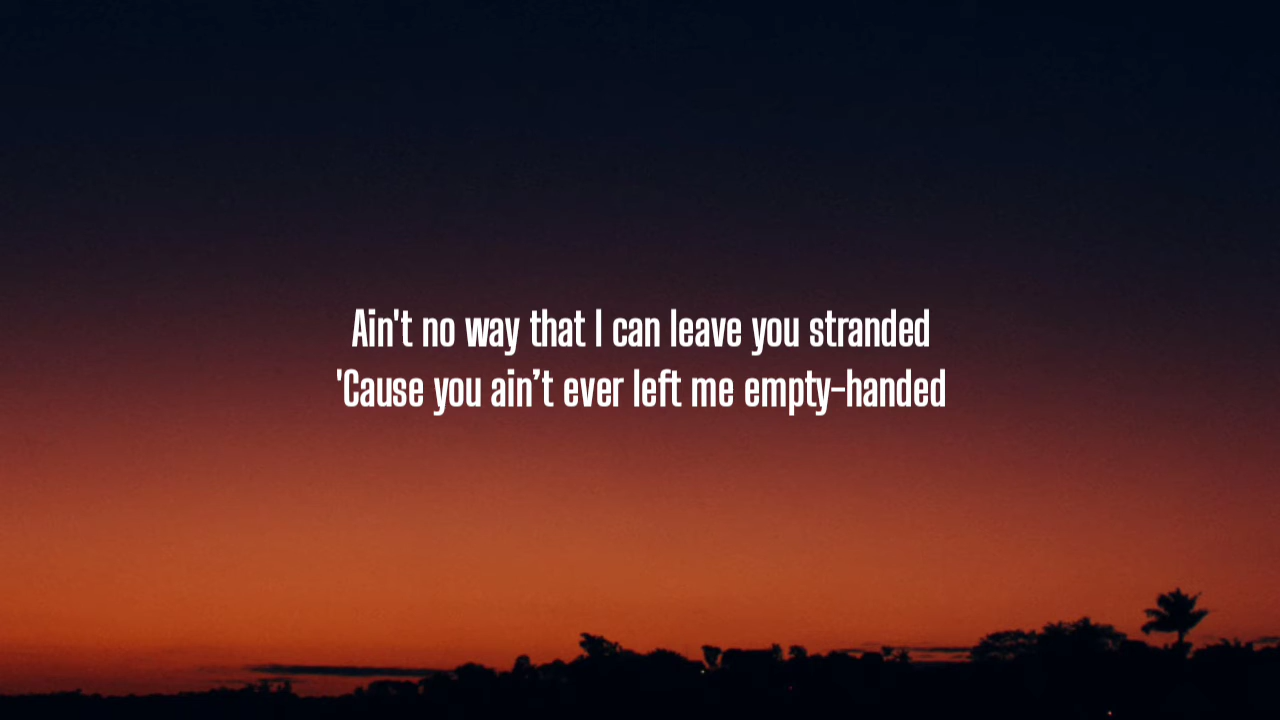 Ain't no way that I can leave you stranded
'Cause you ain’t ever left me empty-handed